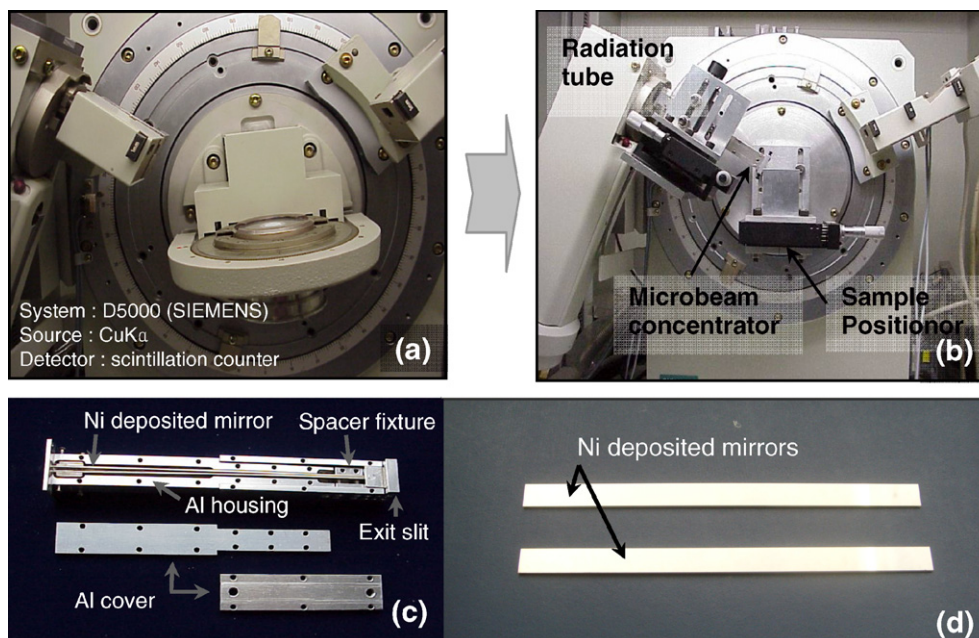 System : D5000 (SIEMENS)
Source : CuKα
Detector : scintillation counter
(a)
Radiation
tube
Microbeam
concentrator
Sample
Positionor
(b)
Ni deposited mirror
Spacer fixture
Al housing
Exit slit
Al cover
(c)
Ni deposited mirrors
(d)